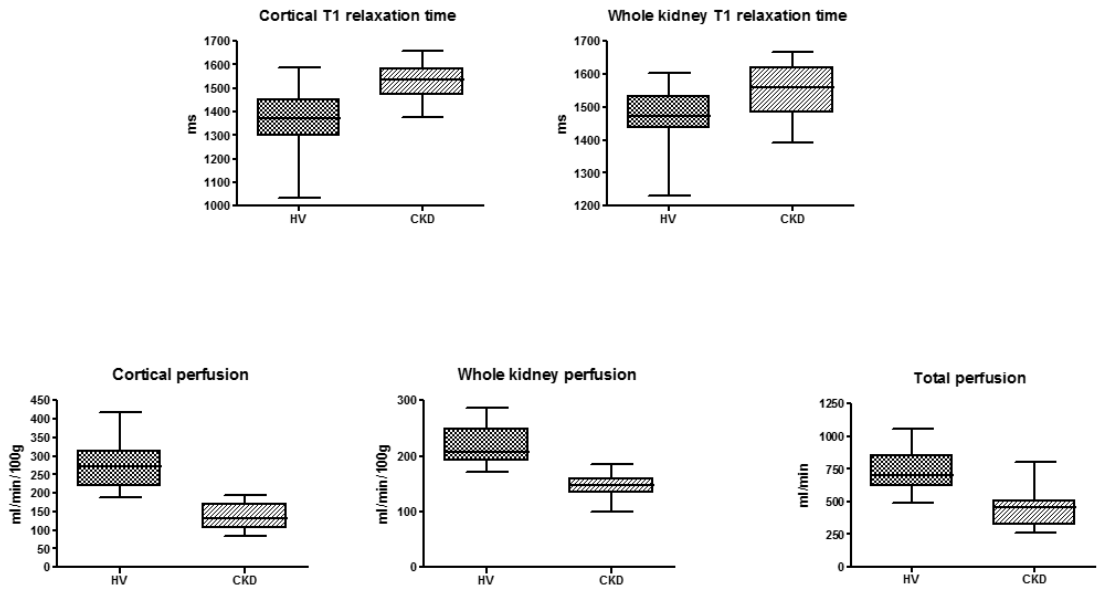 Cortical T1 relaxation time
1700
1600
1500
1400
1300
1200
1100
1000
ms
HV
CKD
Whole kidney T1 relaxation time
1700
1600
1500
1400
1300
1200
ms
HV
CKD
Cortical perfusion
450
400
350
300
250
200
150
100
50
0
ml/min/100g
HV
CKD
Whole kidney perfusion
300
200
100
0
ml/min/100g
HV
CKD
Total perfusion
1250
1000
750
500
250
0
ml/min
HV
CKD